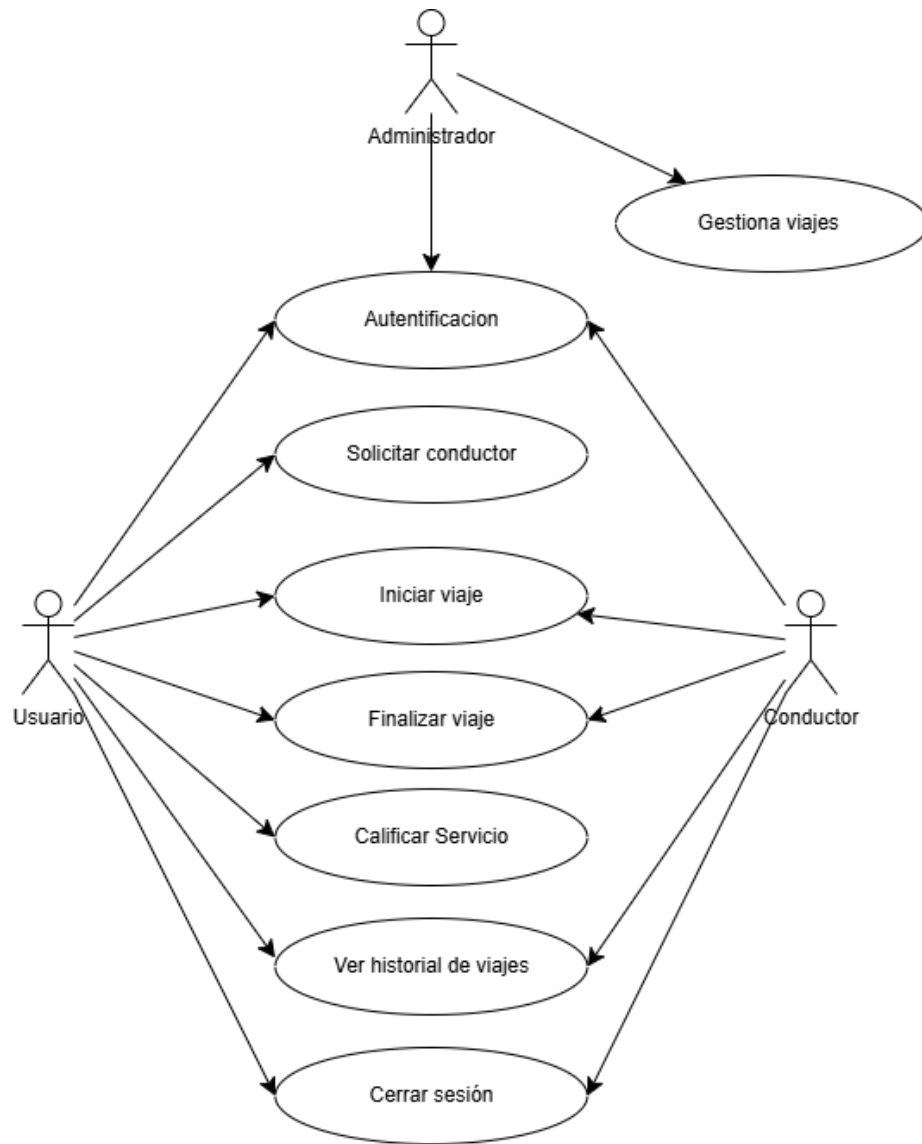 Administrador
Gestiona viajes
Autentificacion
Solicitar conductor
Iniciar viaje
Usuario
Finalizar viaje
Conductor
Calificar Servicio
Ver historial de viajes
Cerrar sesión